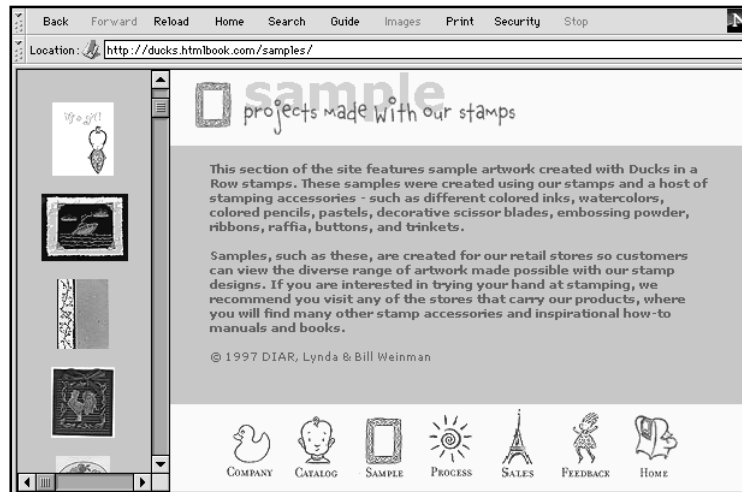 Back Forward Reload Home Search Guide Images Print Security Stop
Location: http://ducks.htmlbook.com/samples/
sample
projects made with our stamps
This section of the site features sample artwork created with Ducks in a
Row stamps. These samples were created using our stamps and a host of
stamping accessories - such as different colored inks, watercolors,
colored pencils, pastels, decorative scissor blades, embossing powder,
ribbons, raffia, buttons, and trinkets.
Samples, such as these, are created for our retail stores so customers
can view the diverse range of artwork made possible with our stamp
designs. If you are interested in trying your hand at stamping, we
recommend you visit any of the stores that carry our products, where
you will find many other stamp accessories and inspirational how-to
manuals and books.
© 1997 DIAR, Lynda & Bill Weinman
COMPANY CATALOG SAMPLE PROCESS SALES FEEDBACK HOME